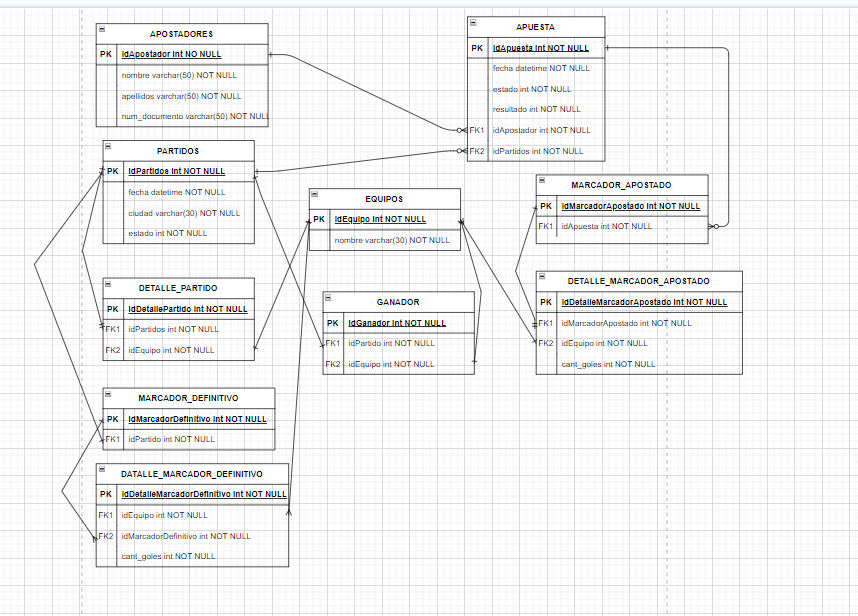 APOSTADORES
PK idApostador int NO NULL
nombre varchar(50) NOT NULL
apellidos varchar(50) NOT NULL
num_documento varchar(50) NOT NULL
APUESTA
PK idApuesta int NOT NULL
fecha datetime NOT NULL
estado int NOT NULL
resultado int NOT NULL
FK1 idApostador int NOT NULL
FK2 idPartidos int NOT NULL
PARTIDOS
PK idPartidos int NOT NULL
fecha datetime NOT NULL
ciudad varchar(30) NOT NULL
estado int NOT NULL
EQUIPOS
PK idEquipo int NOT NULL
nombre varchar(30) NOT NULL
MARCADOR_APOSTADO
PK idMarcadorApostado int NOT NULL
FK1 idApuesta int NOT NULL
DETALLE_PARTIDO
PK idDetallePartido int NOT NULL
FK1 idPartidos int NOT NULL
FK2 idEquipo int NOT NULL
GANADOR
PK idGanador int NOT NULL
FK1 idPartido int NOT NULL
FK2 idEquipo int NOT NULL
DETALLE_MARCADOR_APOSTADO
PK idDetalleMarcadorApostado int NOT NULL
FK1 idMarcadorApostado int NOT NULL
FK2 idEquipo int NOT NULL
cant_goles int NOT NULL
MARCADOR_DEFINITIVO
PK idMarcadorDefinitivo int NOT NULL
FK1 idPartido int NOT NULL
DATALLE_MARCADOR_DEFINITIVO
PK idDetalleMarcadorDefinitivo int NOT NULL
FK1 idEquipo int NOT NULL
FK2 idMarcadorDefinitivo int NOT NULL
cant_goles int NOT NULL